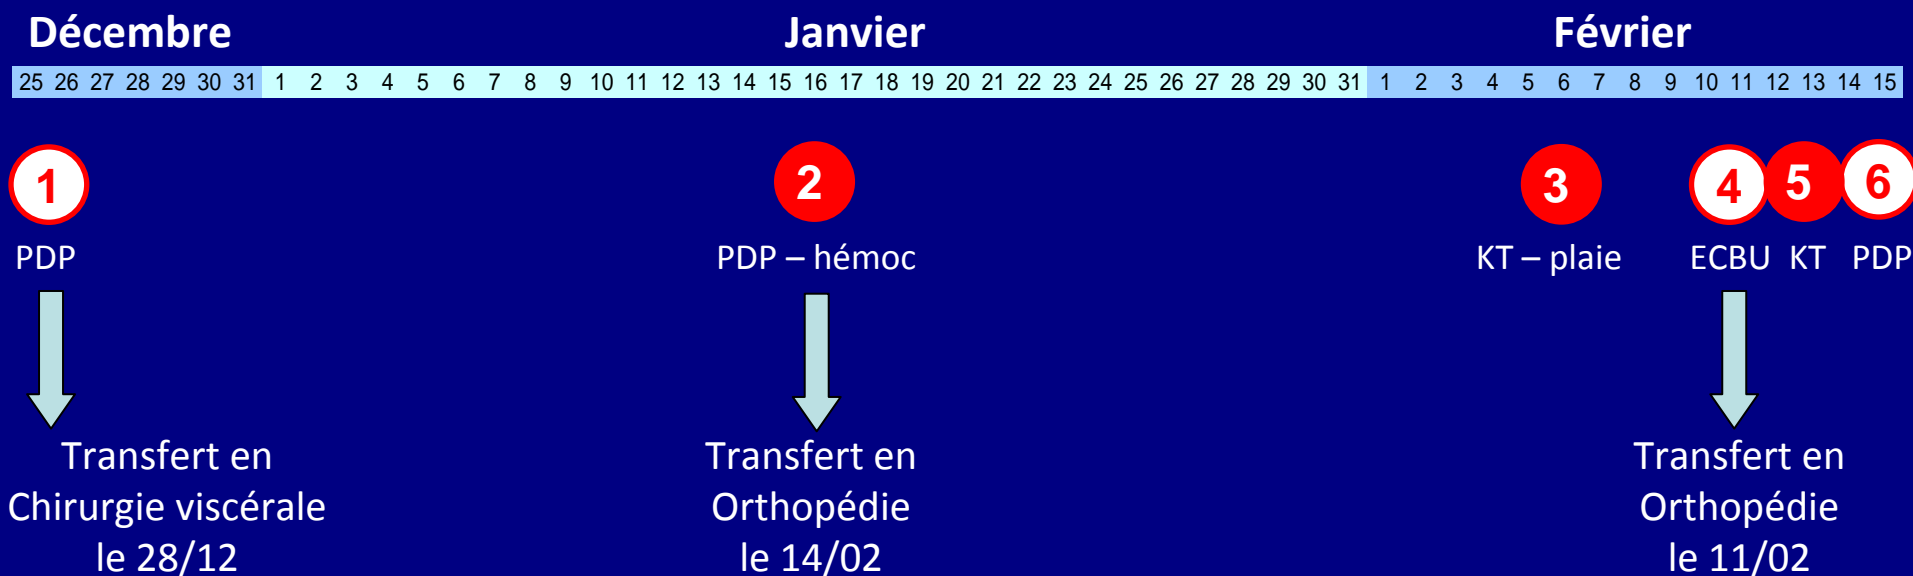 Décembre Janvier Février
25 26 27 28 29 30 31 1 2 3 4 5 6 7 8 9 10 11 12 13 14 15 16 17 18 19 20 21 22 23 24 25 26 27 28 29 30 31 1 2 3 4 5 6 7 8 9 10 11 12 13 14 15
1 2 3 4 5 6
PDP PDP – hémoc KT – plaie ECBU KT PDP
Transfert en
Chirurgie viscérale
le 28/12
Transfert en
Orthopédie
le 14/02
Transfert en
Orthopédie
le 11/02